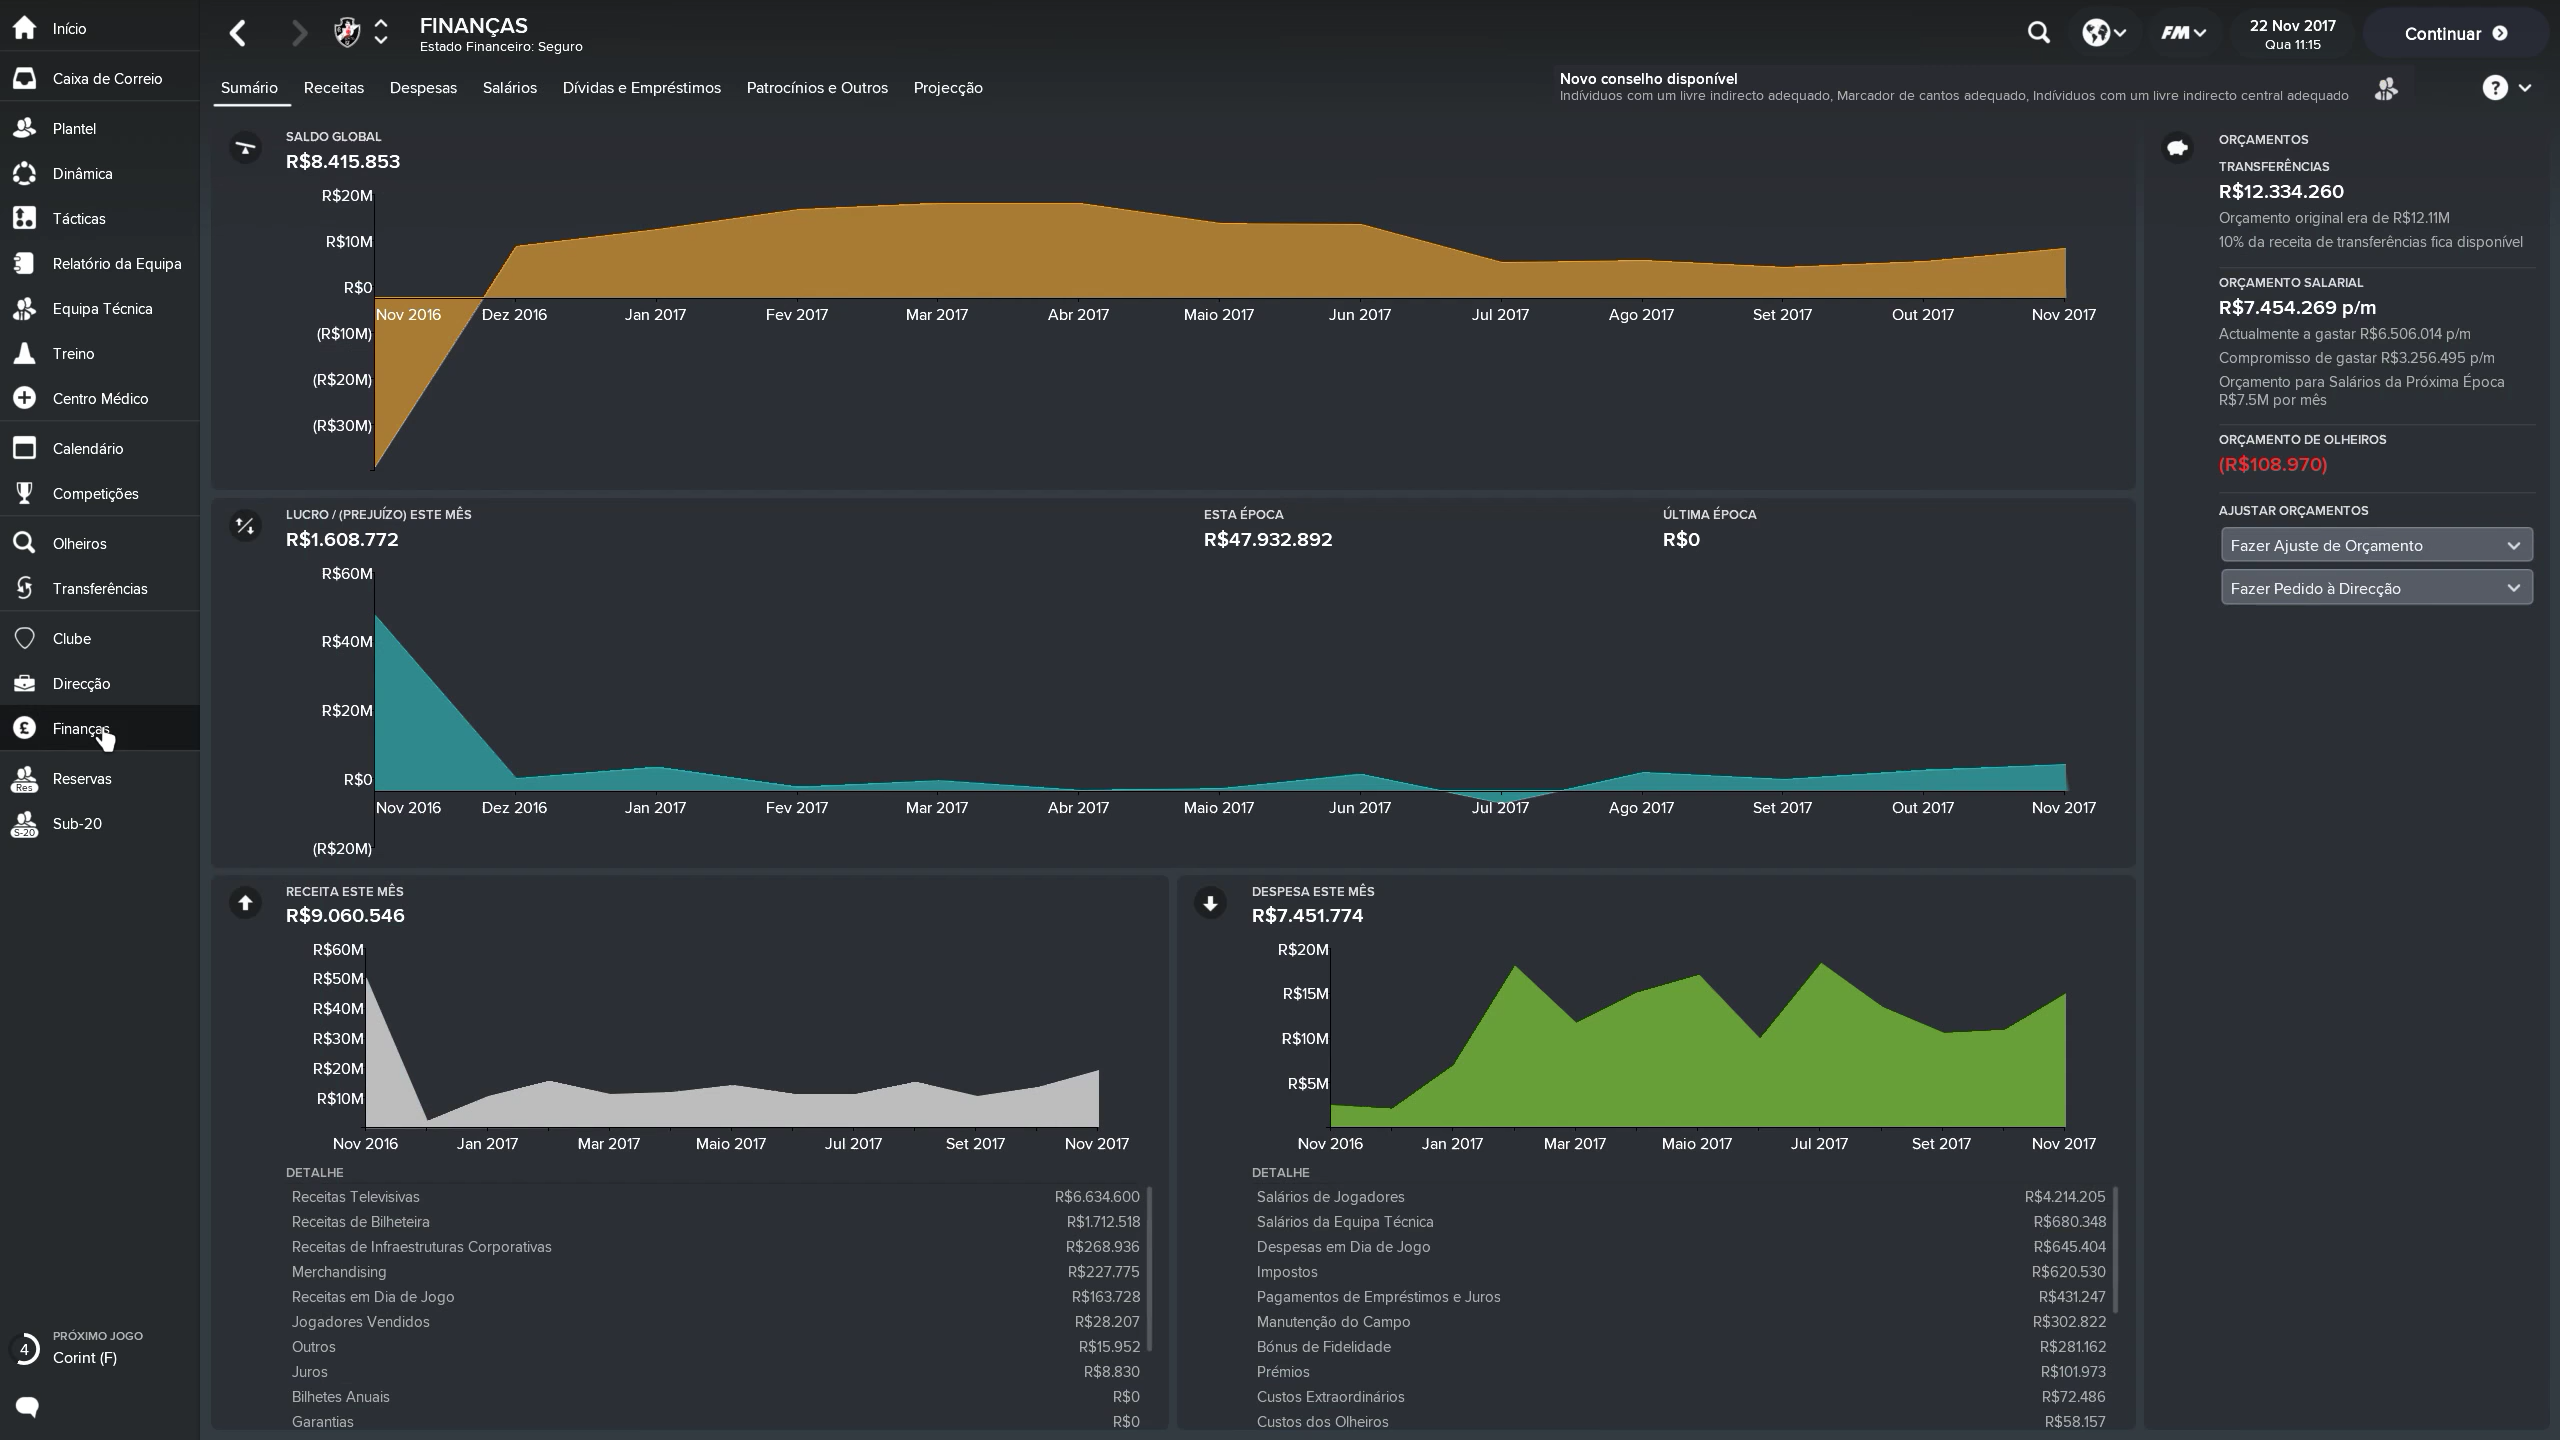 Início
Caixa de Correio
Plantel
Dinâmica
Tácticas
Relatório da Equipa
Equipa Técnica
Treino
Centro Médico
Calendário
Competições
Olheiros
Transferências
Clube
Direcção
Finanças
Res
Reservas
S-20
Sub-20
4
PRÓXIMO JOGO
Corint (F)
FINANÇAS
Estado Financeiro: Seguro
FM
22 Nov 2017
Qua 11:15
Continuar
Sumário Receitas Despesas Salários Dívidas e Empréstimos Patrocínios e Outros Projecção
Novo conselho disponível
Indivíduos com um livre indirecto adequado, Marcador de cantos adequado, Indivíduos com um livre indirecto central adequado
?
SALDO GLOBAL
R$8.415.853
R$20M
R$10M
R$0
(R$10M)
(R$20M)
(R$30M)
Nov 2016 Dez 2016 Jan 2017 Fev 2017 Mar 2017 Abr 2017 Maio 2017 Jun 2017 Jul 2017 Ago 2017 Set 2017 Out 2017 Nov 2017
LUCRO / (PREJUÍZO) ESTE MÊS
R$1.608.772
ESTA ÉPOCA
R$47.932.892
ÚLTIMA ÉPOCA
R$0
R$60M
R$40M
R$20M
R$0
(R$20M)
Nov 2016 Dez 2016 Jan 2017 Fev 2017 Mar 2017 Abr 2017 Maio 2017 Jun 2017 Jul 2017 Ago 2017 Set 2017 Out 2017 Nov 2017
RECEITA ESTE MÊS
R$9.060.546
R$60M
R$50M
R$40M
R$30M
R$20M
R$10M
Nov 2016 Jan 2017 Mar 2017 Maio 2017 Jul 2017 Set 2017 Nov 2017
DETALHE
Receitas Televisivas R$6.634.600
Receitas de Bilheteira R$1.712.518
Receitas de Infraestruturas Corporativas R$268.936
Merchandising R$227.775
Receitas em Dia de Jogo R$163.728
Jogadores Vendidos R$28.207
Outros R$15.952
Juros R$8.830
Bilhetes Anuais R$0
Garantias R$0
DESPESA ESTE MÊS
R$7.451.774
R$20M
R$15M
R$10M
R$5M
Nov 2016 Jan 2017 Mar 2017 Maio 2017 Jul 2017 Set 2017 Nov 2017
DETALHE
Salários de Jogadores R$4.214.205
Salários da Equipa Técnica R$680.348
Despesas em Dia de Jogo R$645.404
Impostos R$620.530
Pagamentos de Empréstimos e Juros R$431.247
Manutenção do Campo R$302.822
Bónus de Fidelidade R$281.162
Prémios R$101.973
Custos Extraordinários R$72.486
Custos dos Olheiros R$58.157
ORÇAMENTOS
TRANSFERÊNCIAS
R$12.334.260
Orçamento original era de R$12.11M
10% da receita de transferências fica disponível
ORÇAMENTO SALARIAL
R$7.454.269 p/m
Actualmente a gastar R$6.506.014 p/m
Compromisso de gastar R$3.256.495 p/m
Orçamento para Salários da Próxima Época
R$7.5M por mês
ORÇAMENTO DE OLHEIROS
(R$108.970)
AJUSTAR ORÇAMENTOS
Fazer Ajuste de Orçamento
Fazer Pedido à Direcção